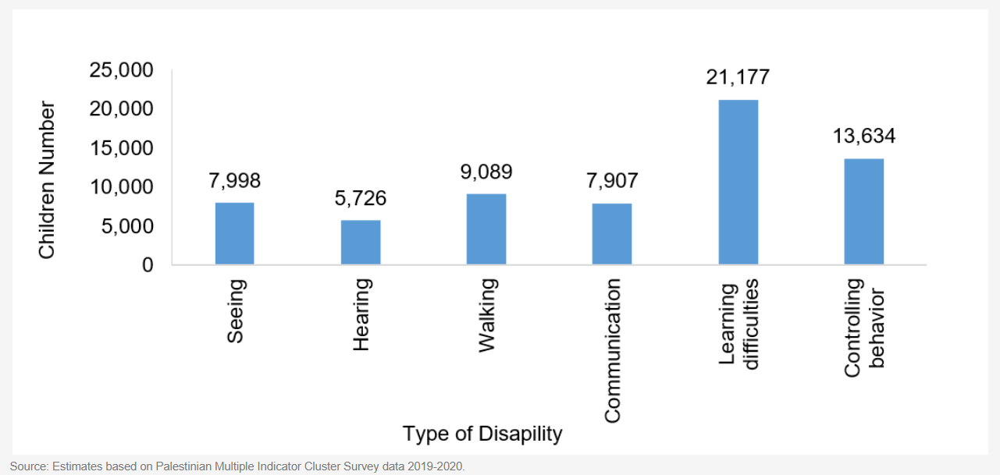 25,000
20,000
15,000
10,000
5,000
0
Children Number
7,998
5,726
9,089
7,907
21,177
13,634
Seeing
Hearing
Walking
Communication
Learning
difficulties
Controlling
behavior
Type of Disapility
Source: Estimates based on Palestinian Multiple Indicator Cluster Survey data 2019-2020.